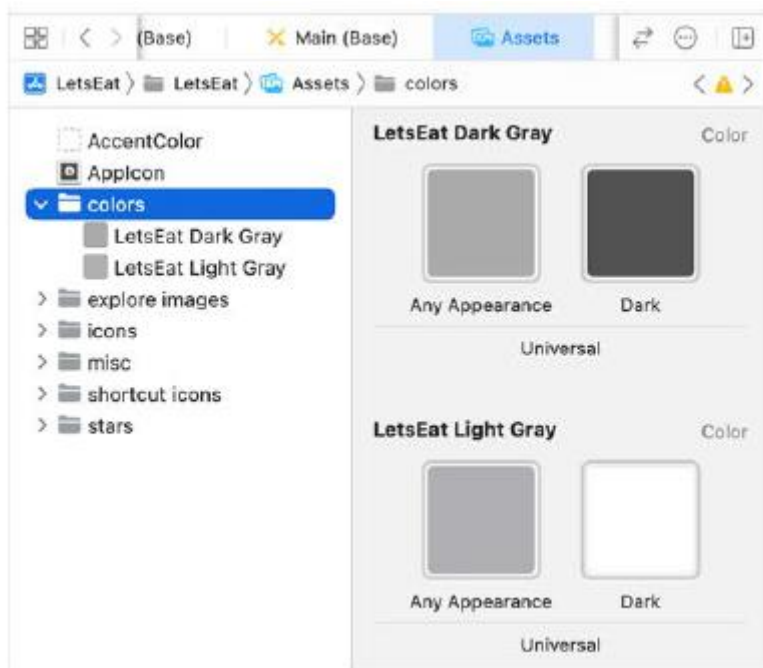 (Base) Main (Base) Assets
LetsEat LetsEat Assets colors
AccentColor
AppIcon
colors
LetsEat Dark Gray
LetsEat Light Gray
explore images
icons
misc
shortcut icons
stars
LetsEat Dark Gray Color
Any Appearance Dark
Universal
LetsEat Light Gray Color
Any Appearance Dark
Universal